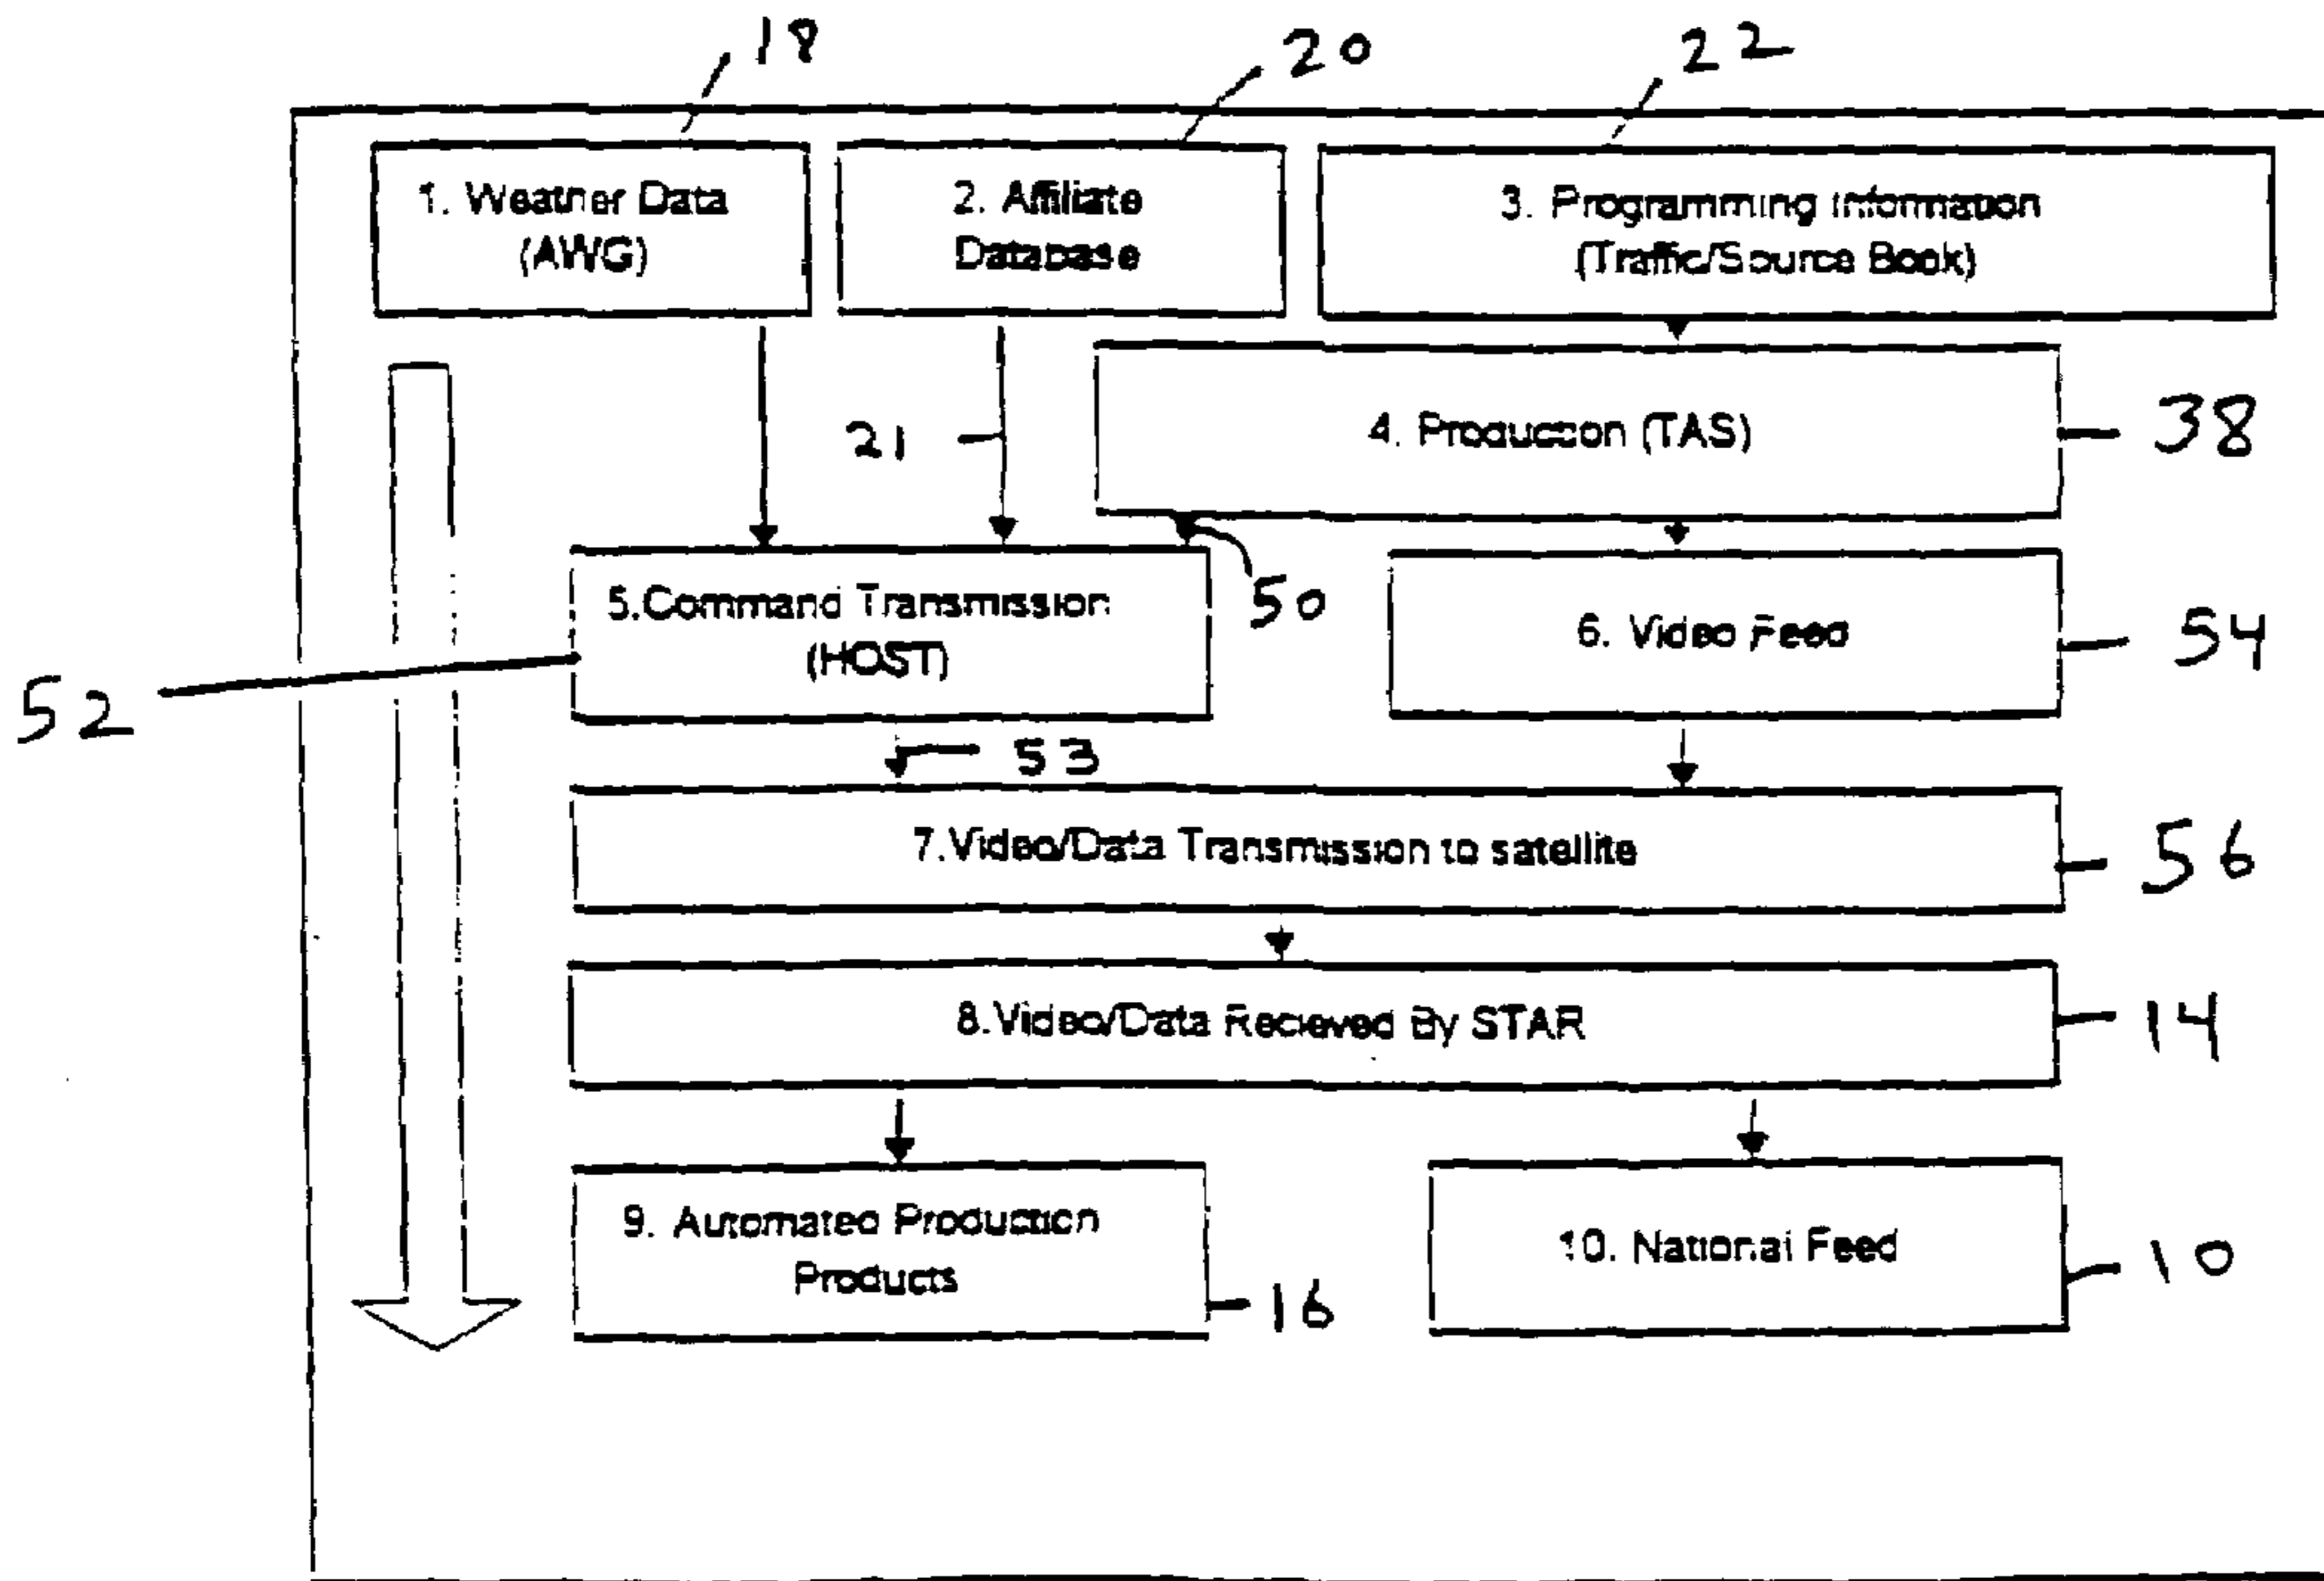 18
20
22
1. Weather Data
(AWG)
2. Affiliate
Database
3. Programming Information
(Traffic/Source Book)
4. Production (TAS)
38
21
50
5.Command Transmission
(HOST)
6. Video Feed
54
52
53
7.Video/Data Transmission to satellite
56
8.Video/Data Recieved By STAR
14
9. Automated Production
Products
16
10. National Feed
10